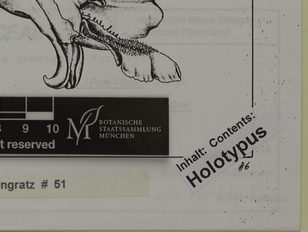 8 9 10
BOTANISCHE
STAATSSAMMLUNG
MÜNCHEN
t reserved
Inhalt: Contents:
Holotypus
#6
ngratz # 51